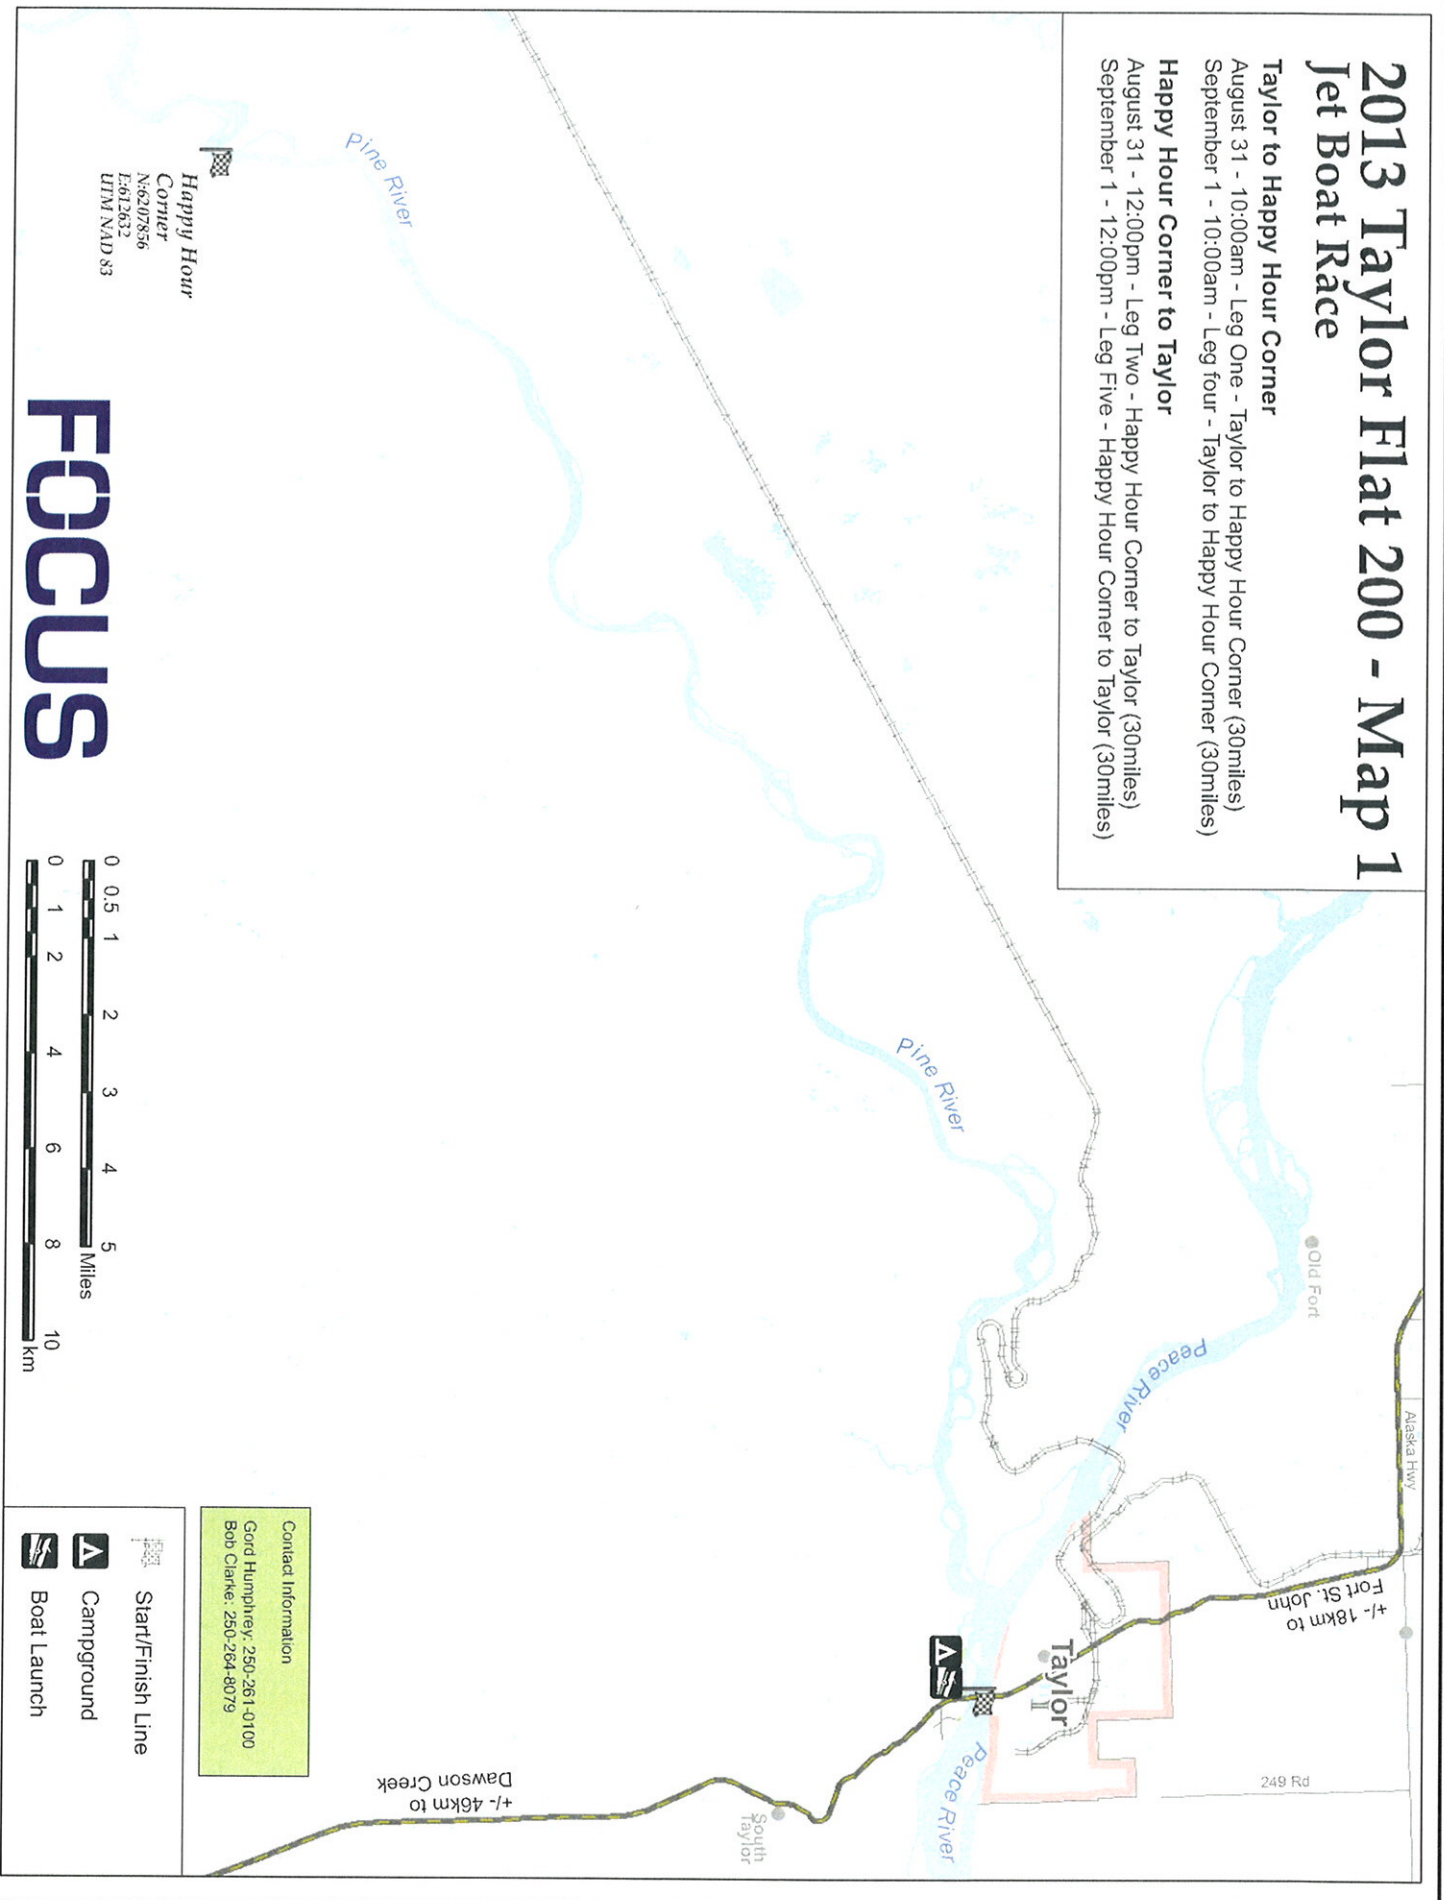 2013 Taylor Flat 200 - Map 1
Jet Boat Race
Taylor to Happy Hour Corner
August 31 - 10:00am - Leg One - Taylor to Happy Hour Corner (30miles)
September 1 - 10:00am - Leg four - Taylor to Happy Hour Corner (30miles)
Happy Hour Corner to Taylor
August 31 - 12:00pm - Leg Two - Happy Hour Corner to Taylor (30miles)
September 1 - 12:00pm - Leg Five - Happy Hour Corner to Taylor (30miles)
Alaska Hwy
+/- 18km to
Fort St. John
Old Fort
249 Rd
Peace River
Taylor
Peace River
Pine River
Pine River
South
Taylor
+/- 46km to
Dawson Creek
Happy Hour
Corner
N:6207856
E:612632
UTM NAD 83
FOCUS
0 0.5 1 2 3 4 5
Miles
0 1 2 4 6 8 10
km
Contact Information
Gord Humphrey: 250-261-0100
Bob Clarke: 250-264-8079
Start/Finish Line
Campground
Boat Launch